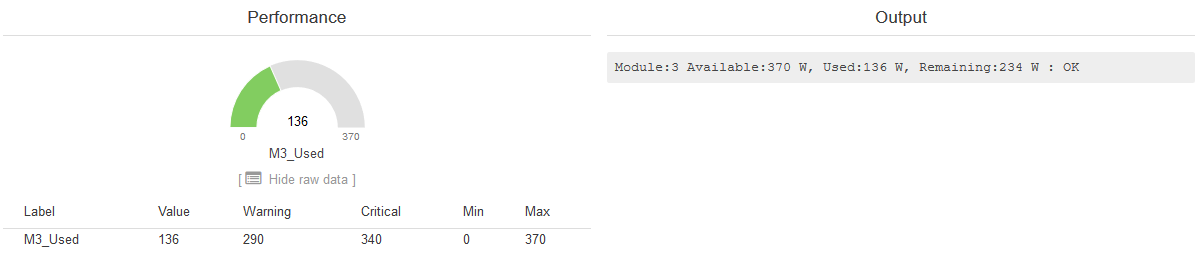 Performance
136
0 370
M3_Used
[ Hide raw data ]
Label Value Warning Critical Min Max
M3_Used 136 290 340 0 370
Output
Module:3 Available:370 W, Used:136 W, Remaining:234 W : OK